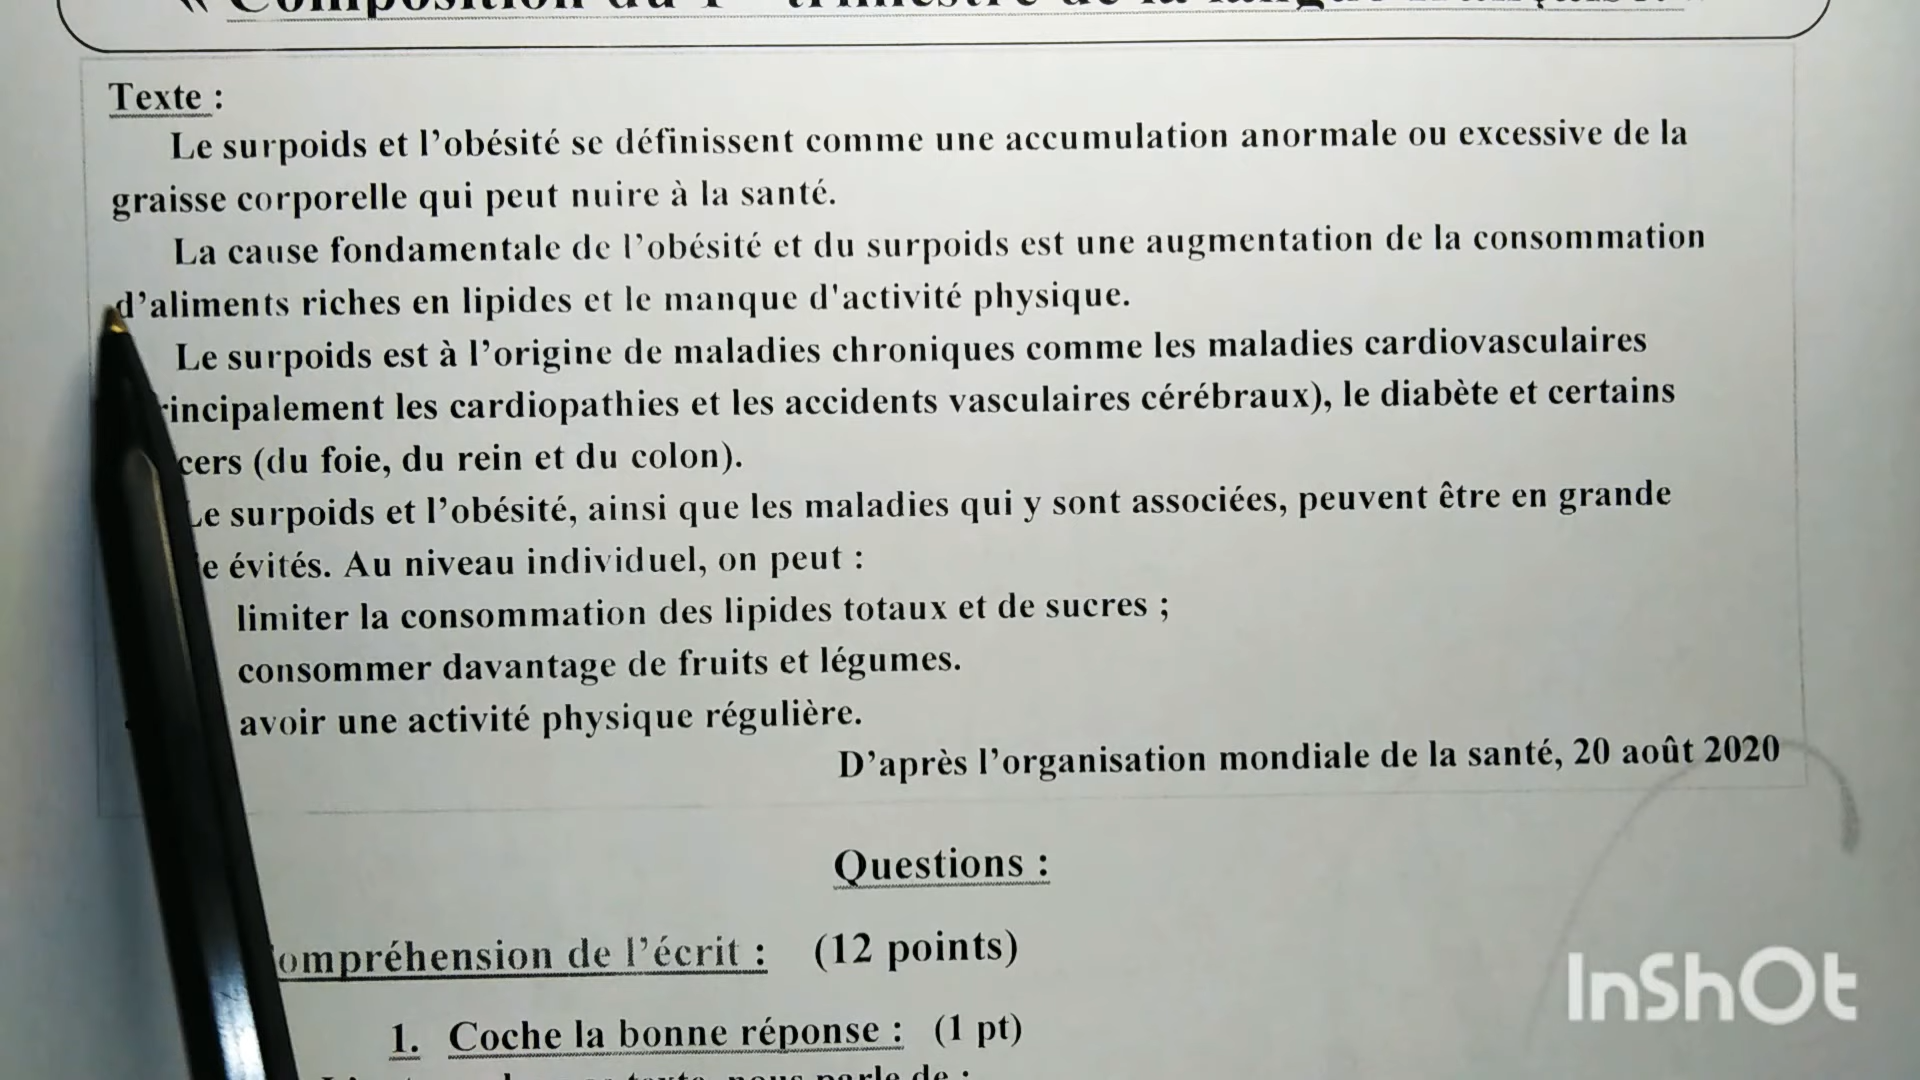 Texte :
Le surpoids et l'obésité se définissent comme une accumulation anormale ou excessive de la
graisse corporelle qui peut nuire à la santé.
La cause fondamentale de l'obésité et du surpoids est une augmentation de la consommation
d'aliments riches en lipides et le manque d'activité physique.
Le surpoids est à l'origine de maladies chroniques comme les maladies cardiovasculaires
les cardiopathies et les accidents vasculaires cérébraux), le diabète et certains
(du foie, du rein et du colon).
Le surpoids et l'obésité, ainsi que les maladies qui y sont associées, peuvent être en grande
évités. Au niveau individuel, on peut :
limiter la consommation des lipides totaux et de sucres ;
consommer davantage de fruits et légumes.
avoir une activité physique régulière.
D'après l'organisation mondiale de la santé, 20 août 2020
Questions :
de l'écrit : (12 points)
1. Coche la bonne réponse : (1 pt)
InShOt